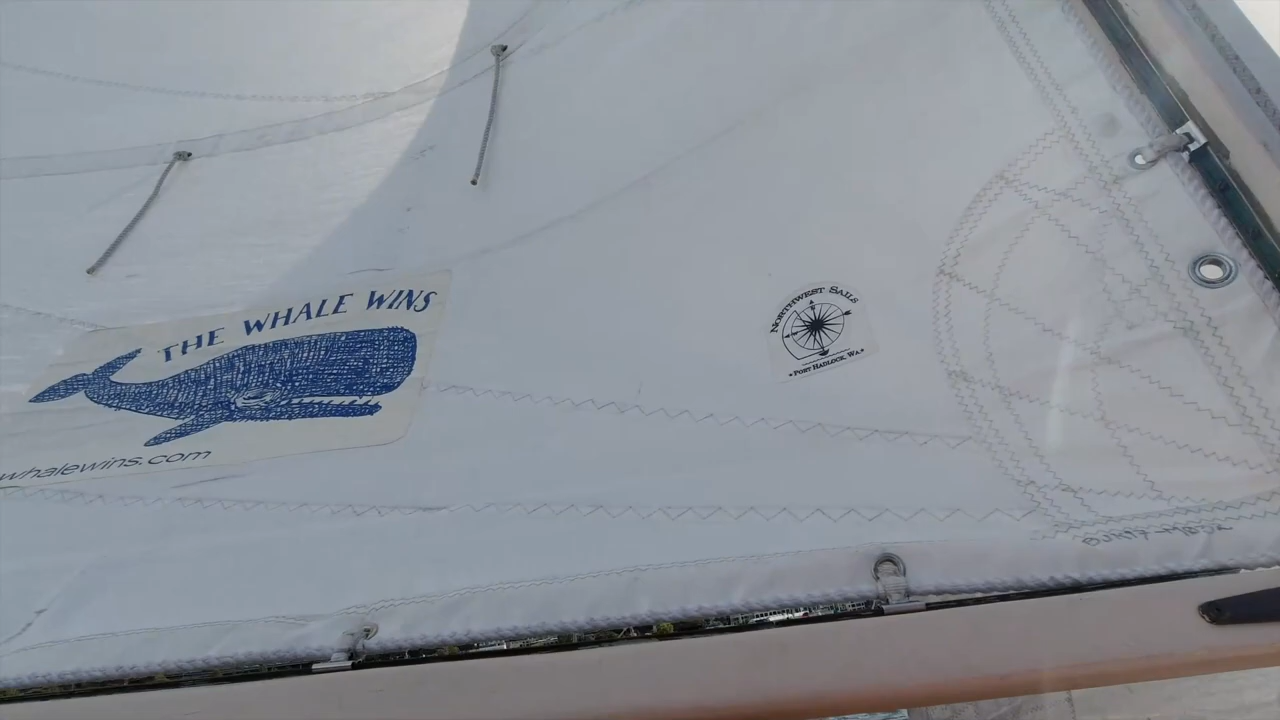 THE WHALE WINS
whalewins.com
NORTHWEST SAILS
• PORT HADLOCK, WA •